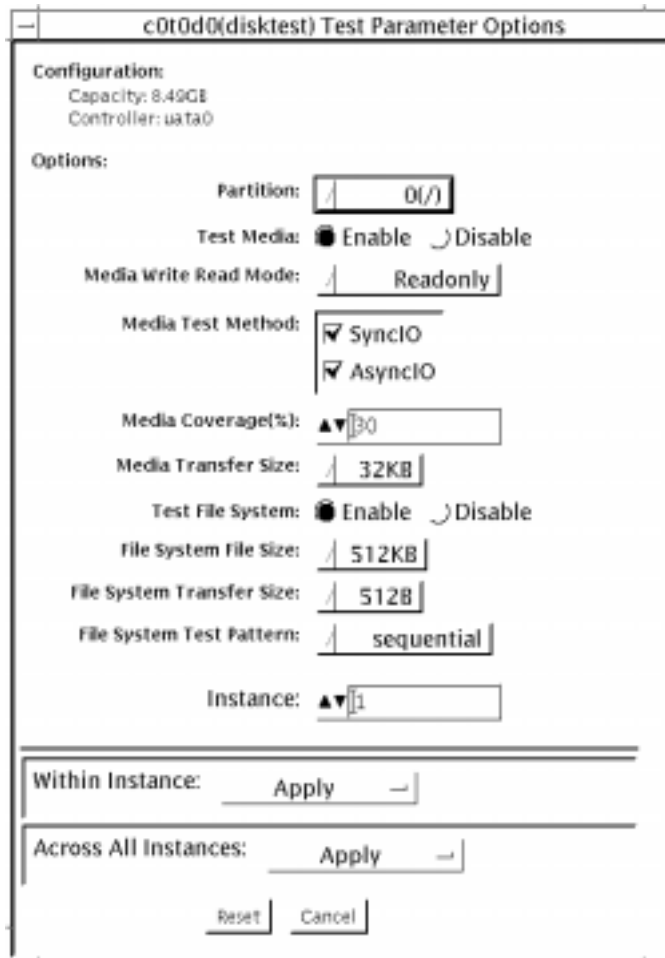 c0t0d0(disktest) Test Parameter Options
Configuration:
Capacity: 8.49GB
Controller: uata0
Options:
Partition: 0(/)
Test Media: Enable Disable
Media Write Read Mode: Readonly
Media Test Method: SyncIO
AsyncIO
Media Coverage(%): 30
Media Transfer Size: 32KB
Test File System: Enable Disable
File System File Size: 512KB
File System Transfer Size: 512B
File System Test Pattern: sequential
Instance: 1
Within Instance: Apply
Across All Instances: Apply
Reset Cancel